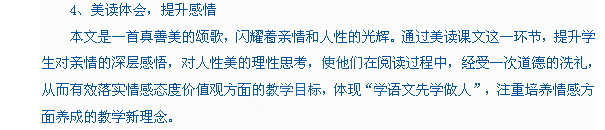 4、美读体会，提升感情
本文是一首真善美的颂歌，闪耀着亲情和人性的光辉。通过美读课文这一环节，提升学
生对亲情的深层感悟，对人性美的理性思考，使他们在阅读过程中，经受一次道德的洗礼，
从而有效落实情感态度价值观方面的教学目标，体现“学语文先学做人”，注重培养情感方
面养成的教学新理念。